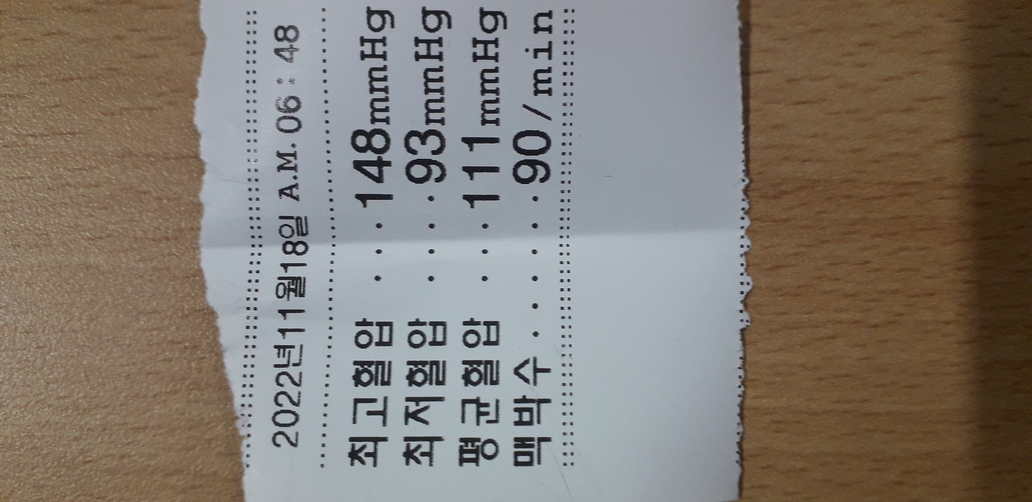 2022년11월18일 A.M. 06 : 48
최고혈압 ....148mmHg
최저혈압 ....93mmHg
평균혈압 ....111mmHg
맥박수.......90/min